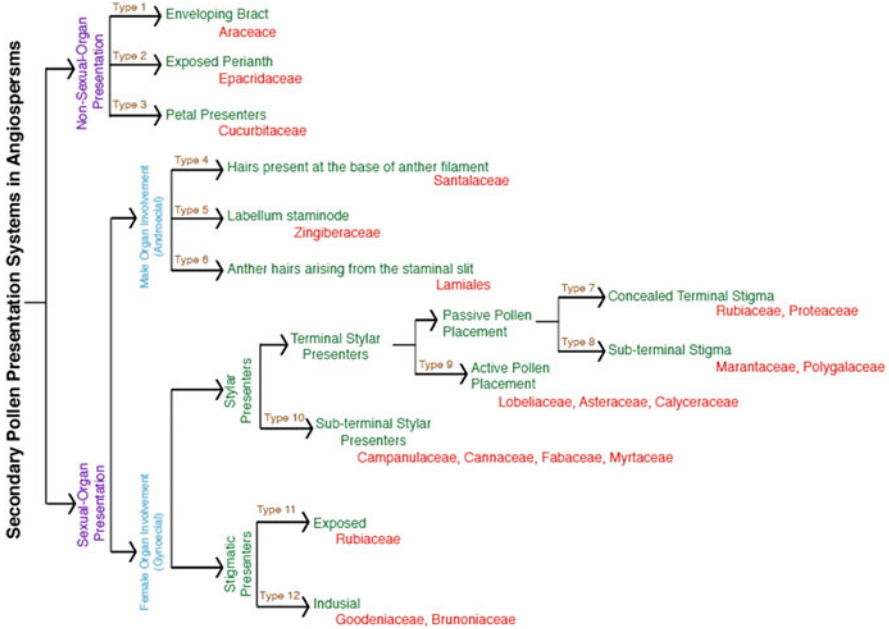 Secondary Pollen Presentation Systems in Angiospersms
Non-Sexual-Organ
Presentation
Type 1
Enveloping Bract
Araceace
Type 2
Exposed Perianth
Epacridaceae
Type 3
Petal Presenters
Cucurbitaceae
Sexual-Organ
Presentation
Male Organ Involvement
(Androecial)
Type 4
Hairs present at the base of anther filament
Santalaceae
Type 5
Labellum staminode
Zingiberaceae
Type 6
Anther hairs arising from the staminal slit
Lamiales
Female Organ Involvement
(Gynoecial)
Stylar
Presenters
Terminal Stylar
Presenters
Passive Pollen
Placement
Type 7
Concealed Terminal Stigma
Rubiaceae, Proteaceae
Type 8
Sub-terminal Stigma
Marantaceae, Polygalaceae
Type 9
Active Pollen
Placement
Lobeliaceae, Asteraceae, Calyceraceae
Type 10
Sub-terminal Stylar
Presenters
Campanulaceae, Cannaceae, Fabaceae, Myrtaceae
Stigmatic
Presenters
Type 11
Exposed
Rubiaceae
Type 12
Indusial
Goodeniaceae, Brunoniaceae